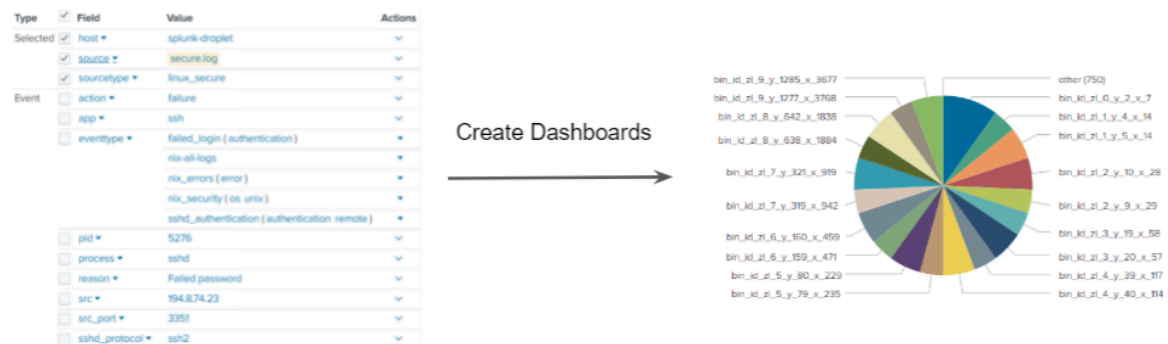 Type Field Value Actions
Selected host splunk-droplet
source secure.log
sourcetype linux_secure
Event action failure
app ssh
eventtype failed_login (authentication)
nix-all-logs
nix_errors (error)
nix_security (os unix)
sshd_authentication (authentication remote)
pid 5276
process sshd
reason Failed password
src 194.8.74.23
src_port 3351
sshd_protocol ssh2
Create Dashboards
bin_id_zl_9_y_1285_x_3677
bin_id_zl_9_y_1277_x_3768
bin_id_zl_8_y_642_x_1838
bin_id_zl_8_y_638_x_1884
bin_id_zl_7_y_321_x_919
bin_id_zl_7_y_319_x_942
bin_id_zl_6_y_160_x_459
bin_id_zl_6_y_159_x_471
bin_id_zl_5_y_80_x_229
bin_id_zl_5_y_79_x_235
other (750)
bin_id_zl_0_y_2_x_7
bin_id_zl_1_y_4_x_14
bin_id_zl_1_y_5_x_14
bin_id_zl_2_y_10_x_28
bin_id_zl_2_y_9_x_29
bin_id_zl_3_y_19_x_58
bin_id_zl_3_y_20_x_57
bin_id_zl_4_y_39_x_117
bin_id_zl_4_y_40_x_114